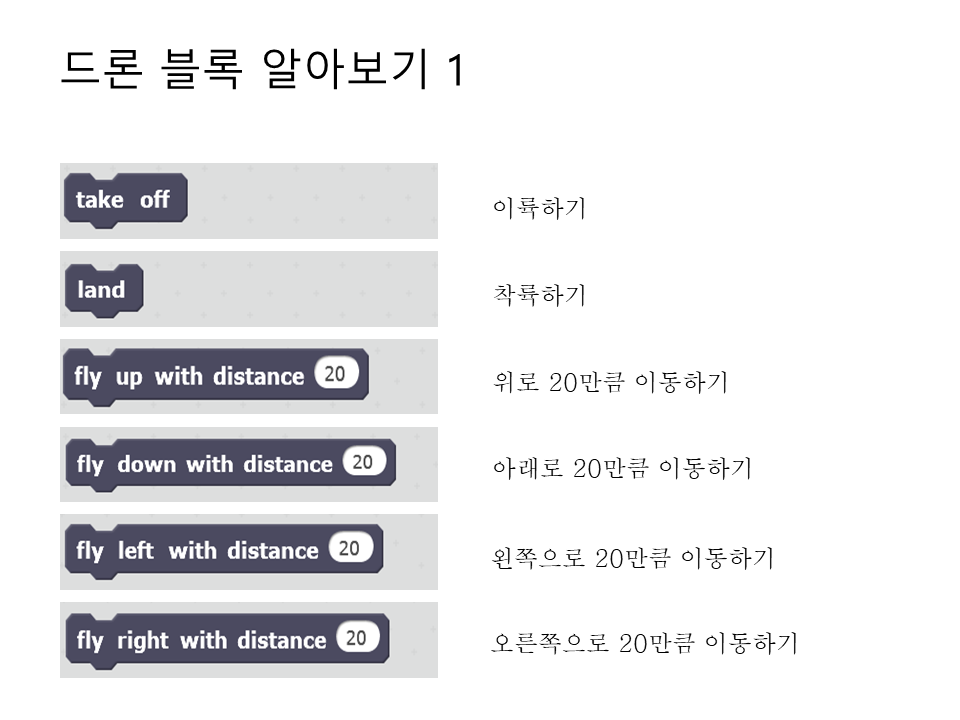 드론 블록 알아보기 1
take off
이륙하기
land
착륙하기
fly up with distance 20
위로 20만큼 이동하기
fly down with distance 20
아래로 20만큼 이동하기
fly left with distance 20
왼쪽으로 20만큼 이동하기
fly right with distance 20
오른쪽으로 20만큼 이동하기